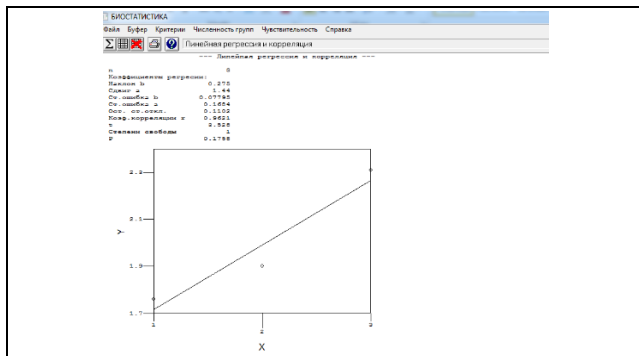 БИОСТАТИСТИКА
Файл Буфер Критерии Численность групп Чувствительность Справка
Линейная регрессия и корреляция
--- Линейная регрессия и корреляция ---
n 3
Коэффициенты регрессии:
Наклон b 0.275
Сдвиг a 1.44
Ст.ошибка b 0.07795
Ст.ошибка a 0.1684
Ост. ст.откл. 0.1102
Коэф.корреляции r 0.9621
t 3.528
Степени свободы 1
P 0.1758
2.3
2.1
1.9
1.7
Y
1 2 3
X